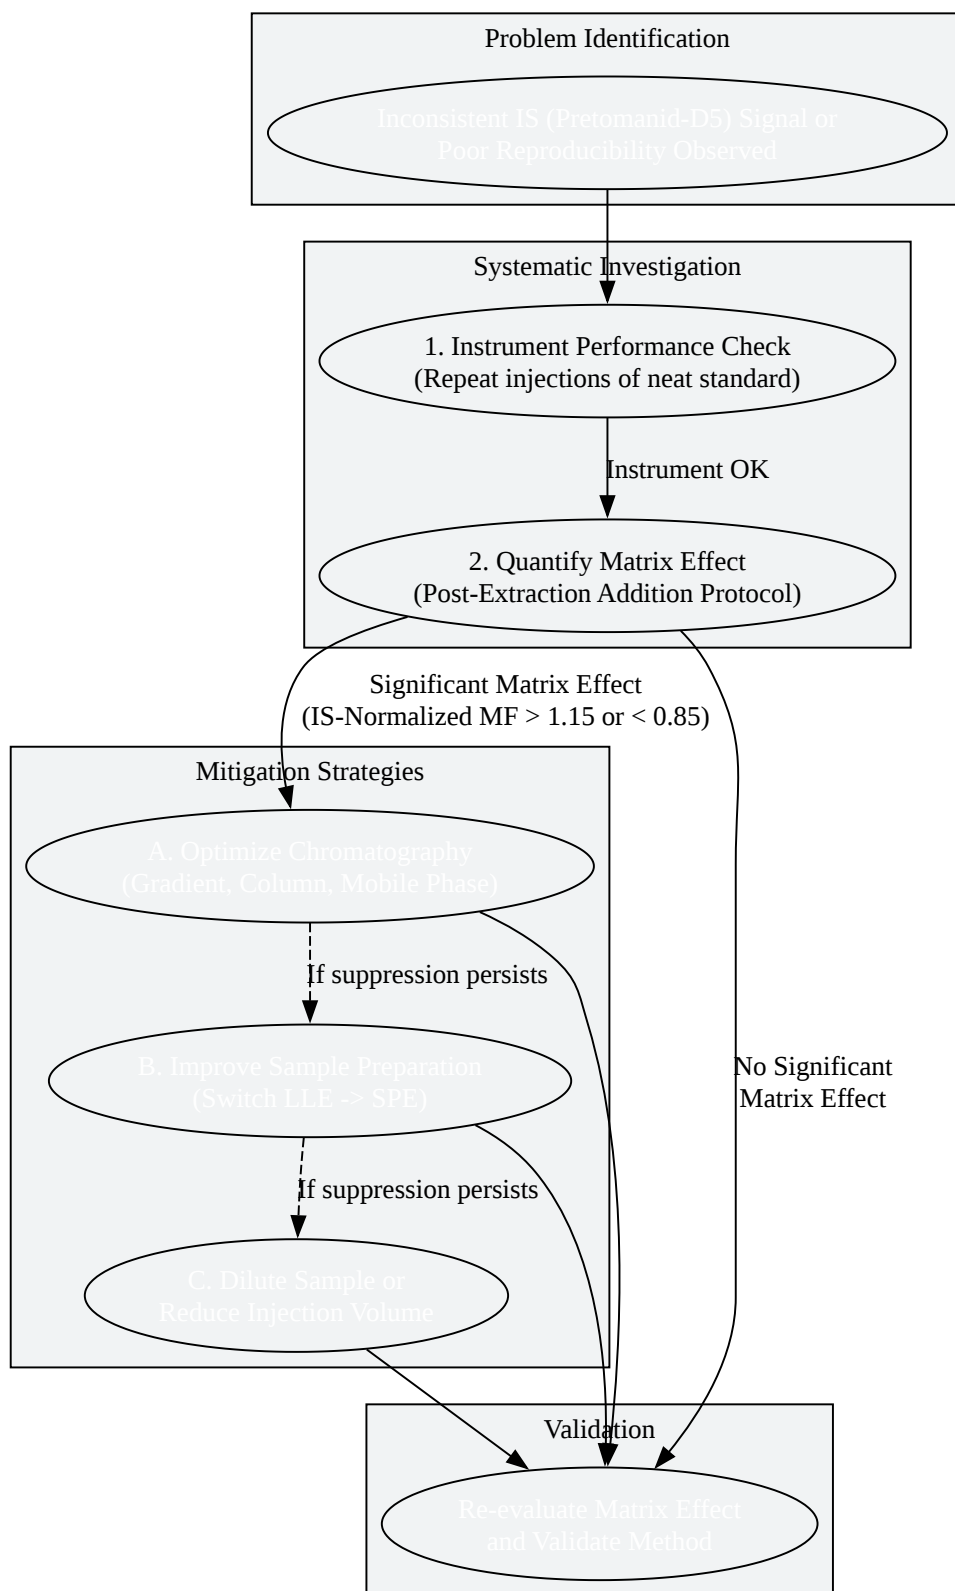 Problem Identification
Inconsistent IS (Pretomanid-D5) Signal or
Poor Reproducibility Observed
Systematic Investigation
1. Instrument Performance Check
(Repeat injections of neat standard)
Instrument OK
2. Quantify Matrix Effect
(Post-Extraction Addition Protocol)
Significant Matrix Effect
(IS-Normalized MF > 1.15 or < 0.85)
Mitigation Strategies
A. Optimize Chromatography
(Gradient, Column, Mobile Phase)
If suppression persists
B. Improve Sample Preparation
(Switch LLE -> SPE)
No Significant
Matrix Effect
If suppression persists
C. Dilute Sample or
Reduce Injection Volume
Validation
Re-evaluate Matrix Effect
and Validate Method